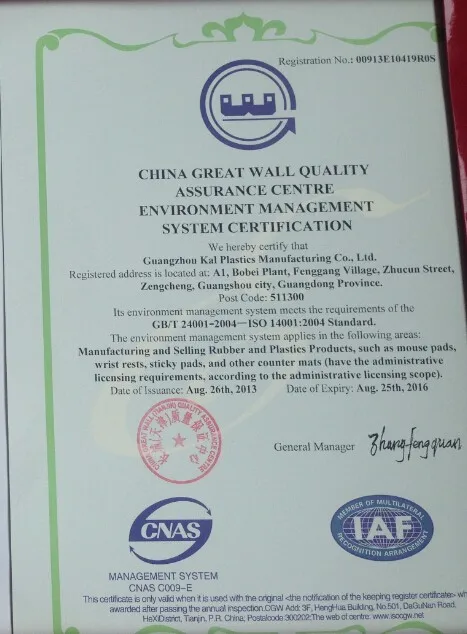 Registration No.: 00913E10419R0S
CHINA GREAT WALL QUALITY
ASSURANCE CENTRE
ENVIRONMENT MANAGEMENT
SYSTEM CERTIFICATION
We hereby certify that
Guangzhou Kal Plastics Manufacturing Co., Ltd.
Registered address is located at: A1, Bobei Plant, Fenggang Village, Zhucun Street,
Zengcheng, Guangshou city, Guangdong Province.
Post Code: 511300
Its environment management system meets the requirements of the
GB/T 24001-2004—ISO 14001:2004 Standard.
The environment management system applies in the following areas:
Manufacturing and Selling Rubber and Plastics Products, such as mouse pads,
wrist rests, sticky pads, and other counter mats (have the administrative
licensing requirements, according to the administrative licensing scope).
Date of Issuance: Aug. 26th, 2013 Date of Expiry: Aug. 25th, 2016
General Manager Zhangfengquan
CNAS
MANAGEMENT SYSTEM
CNAS C009-E
MEMBER OF MULTILATERAL
IAF
RECOGNITION ARRANGEMENT
This certificate is only valid when it is used with the original <the notification of the keeping register certificate> wh
awarded after passing the annual inspection.CGW Add: 3F, HengHua Building, No.501, DaGuNan Road,
HeXiDistrict, Tianjin, P.R. China; Postalcode:300202;The web of centre: www.isocgw.net